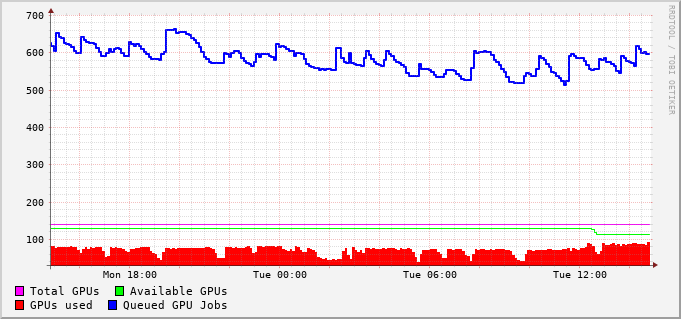 700
600
500
400
300
200
100
Mon 18:00 Tue 00:00 Tue 06:00 Tue 12:00
Total GPUs Available GPUs
GPUs used Queued GPU Jobs
RRDTOOL / TOBI OETIKER